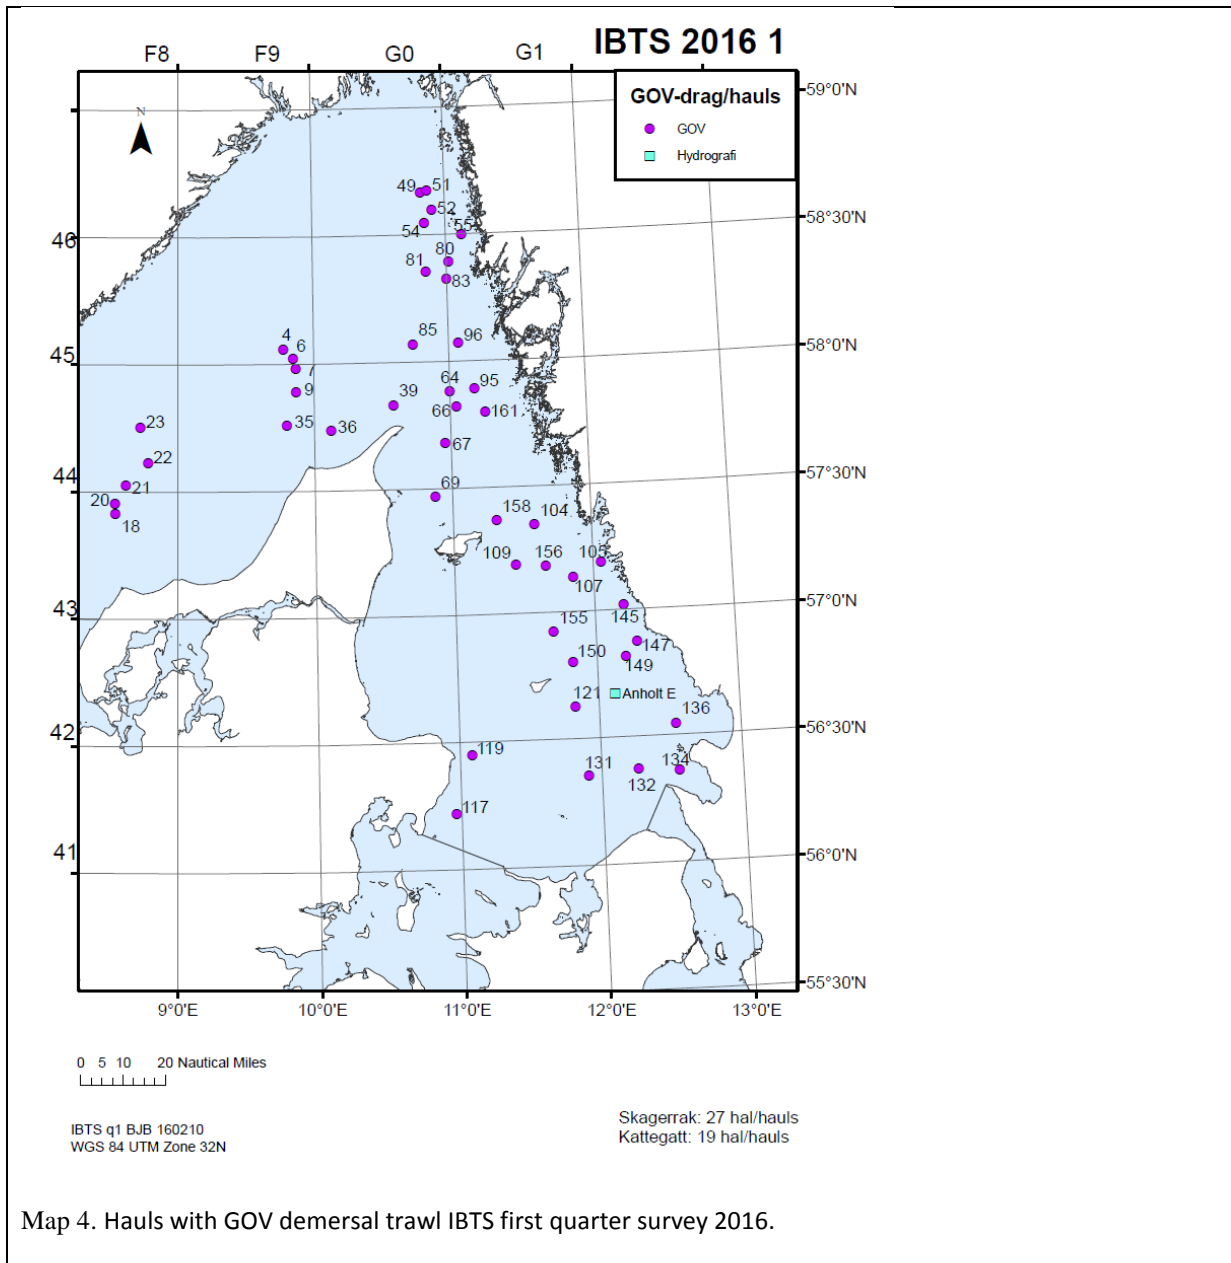 IBTS 2016 1
F8 F9 G0 G1
GOV-drag/hauls
GOV
Hydrografi
N
59°0'N
58°30'N
58°0'N
57°30'N
57°0'N
56°30'N
56°0'N
55°30'N
46
45
44
43
42
41
49 51
52
54 55
80
81
83
4
6
7
9
85 96
64 95
39
66 161
35 36
67
23
22
21
20
18
69
158 104
109 156 105
107
155 145
147
150 149
121 Anholt E
136
119
131 132 134
117
9°0'E 10°0'E 11°0'E 12°0'E 13°0'E
0 5 10 20 Nautical Miles
IBTS q1 BJB 160210
WGS 84 UTM Zone 32N
Skagerrak: 27 hal/hauls
Kattegatt: 19 hal/hauls
Map 4. Hauls with GOV demersal trawl IBTS first quarter survey 2016.